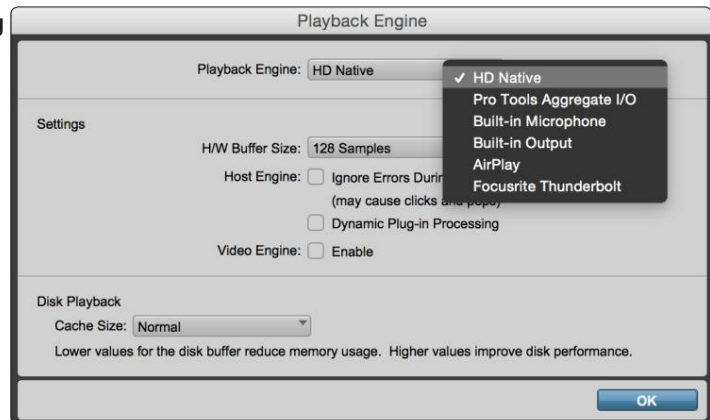 g
Playback Engine
Playback Engine: HD Native
✓ HD Native
Pro Tools Aggregate I/O
Built-in Microphone
Built-in Output
AirPlay
Focusrite Thunderbolt
Settings
H/W Buffer Size: 128 Samples
Host Engine: Ignore Errors Duri
(may cause clicks and pops)
Dynamic Plug-in Processing
Video Engine: Enable
Disk Playback
Cache Size: Normal
Lower values for the disk buffer reduce memory usage. Higher values improve disk performance.
OK